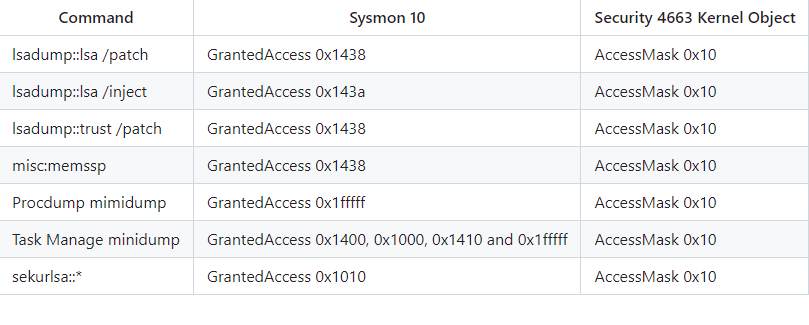 Command Sysmon 10 Security 4663 Kernel Object
lsadump::lsa /patch GrantedAccess 0x1438 AccessMask 0x10
lsadump::lsa /inject GrantedAccess 0x143a AccessMask 0x10
lsadump::trust /patch GrantedAccess 0x1438 AccessMask 0x10
misc:memssp GrantedAccess 0x1438 AccessMask 0x10
Procdump mimidump GrantedAccess 0x1fffff AccessMask 0x10
Task Manage minidump GrantedAccess 0x1400, 0x1000, 0x1410 and 0x1fffff AccessMask 0x10
sekurlsa::* GrantedAccess 0x1010 AccessMask 0x10